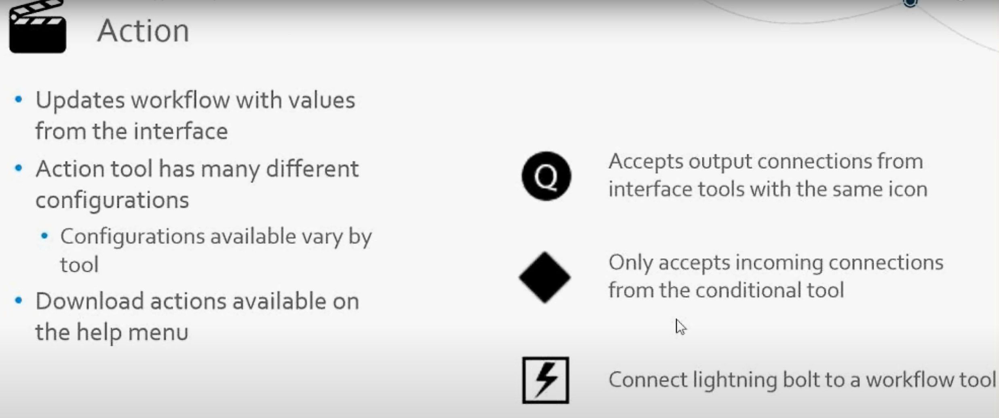 Action
Updates workflow with values
from the interface
Action tool has many different
configurations
Configurations available vary by
tool
Download actions available on
the help menu
Q
Accepts output connections from
interface tools with the same icon
Only accepts incoming connections
from the conditional tool
Connect lightning bolt to a workflow tool